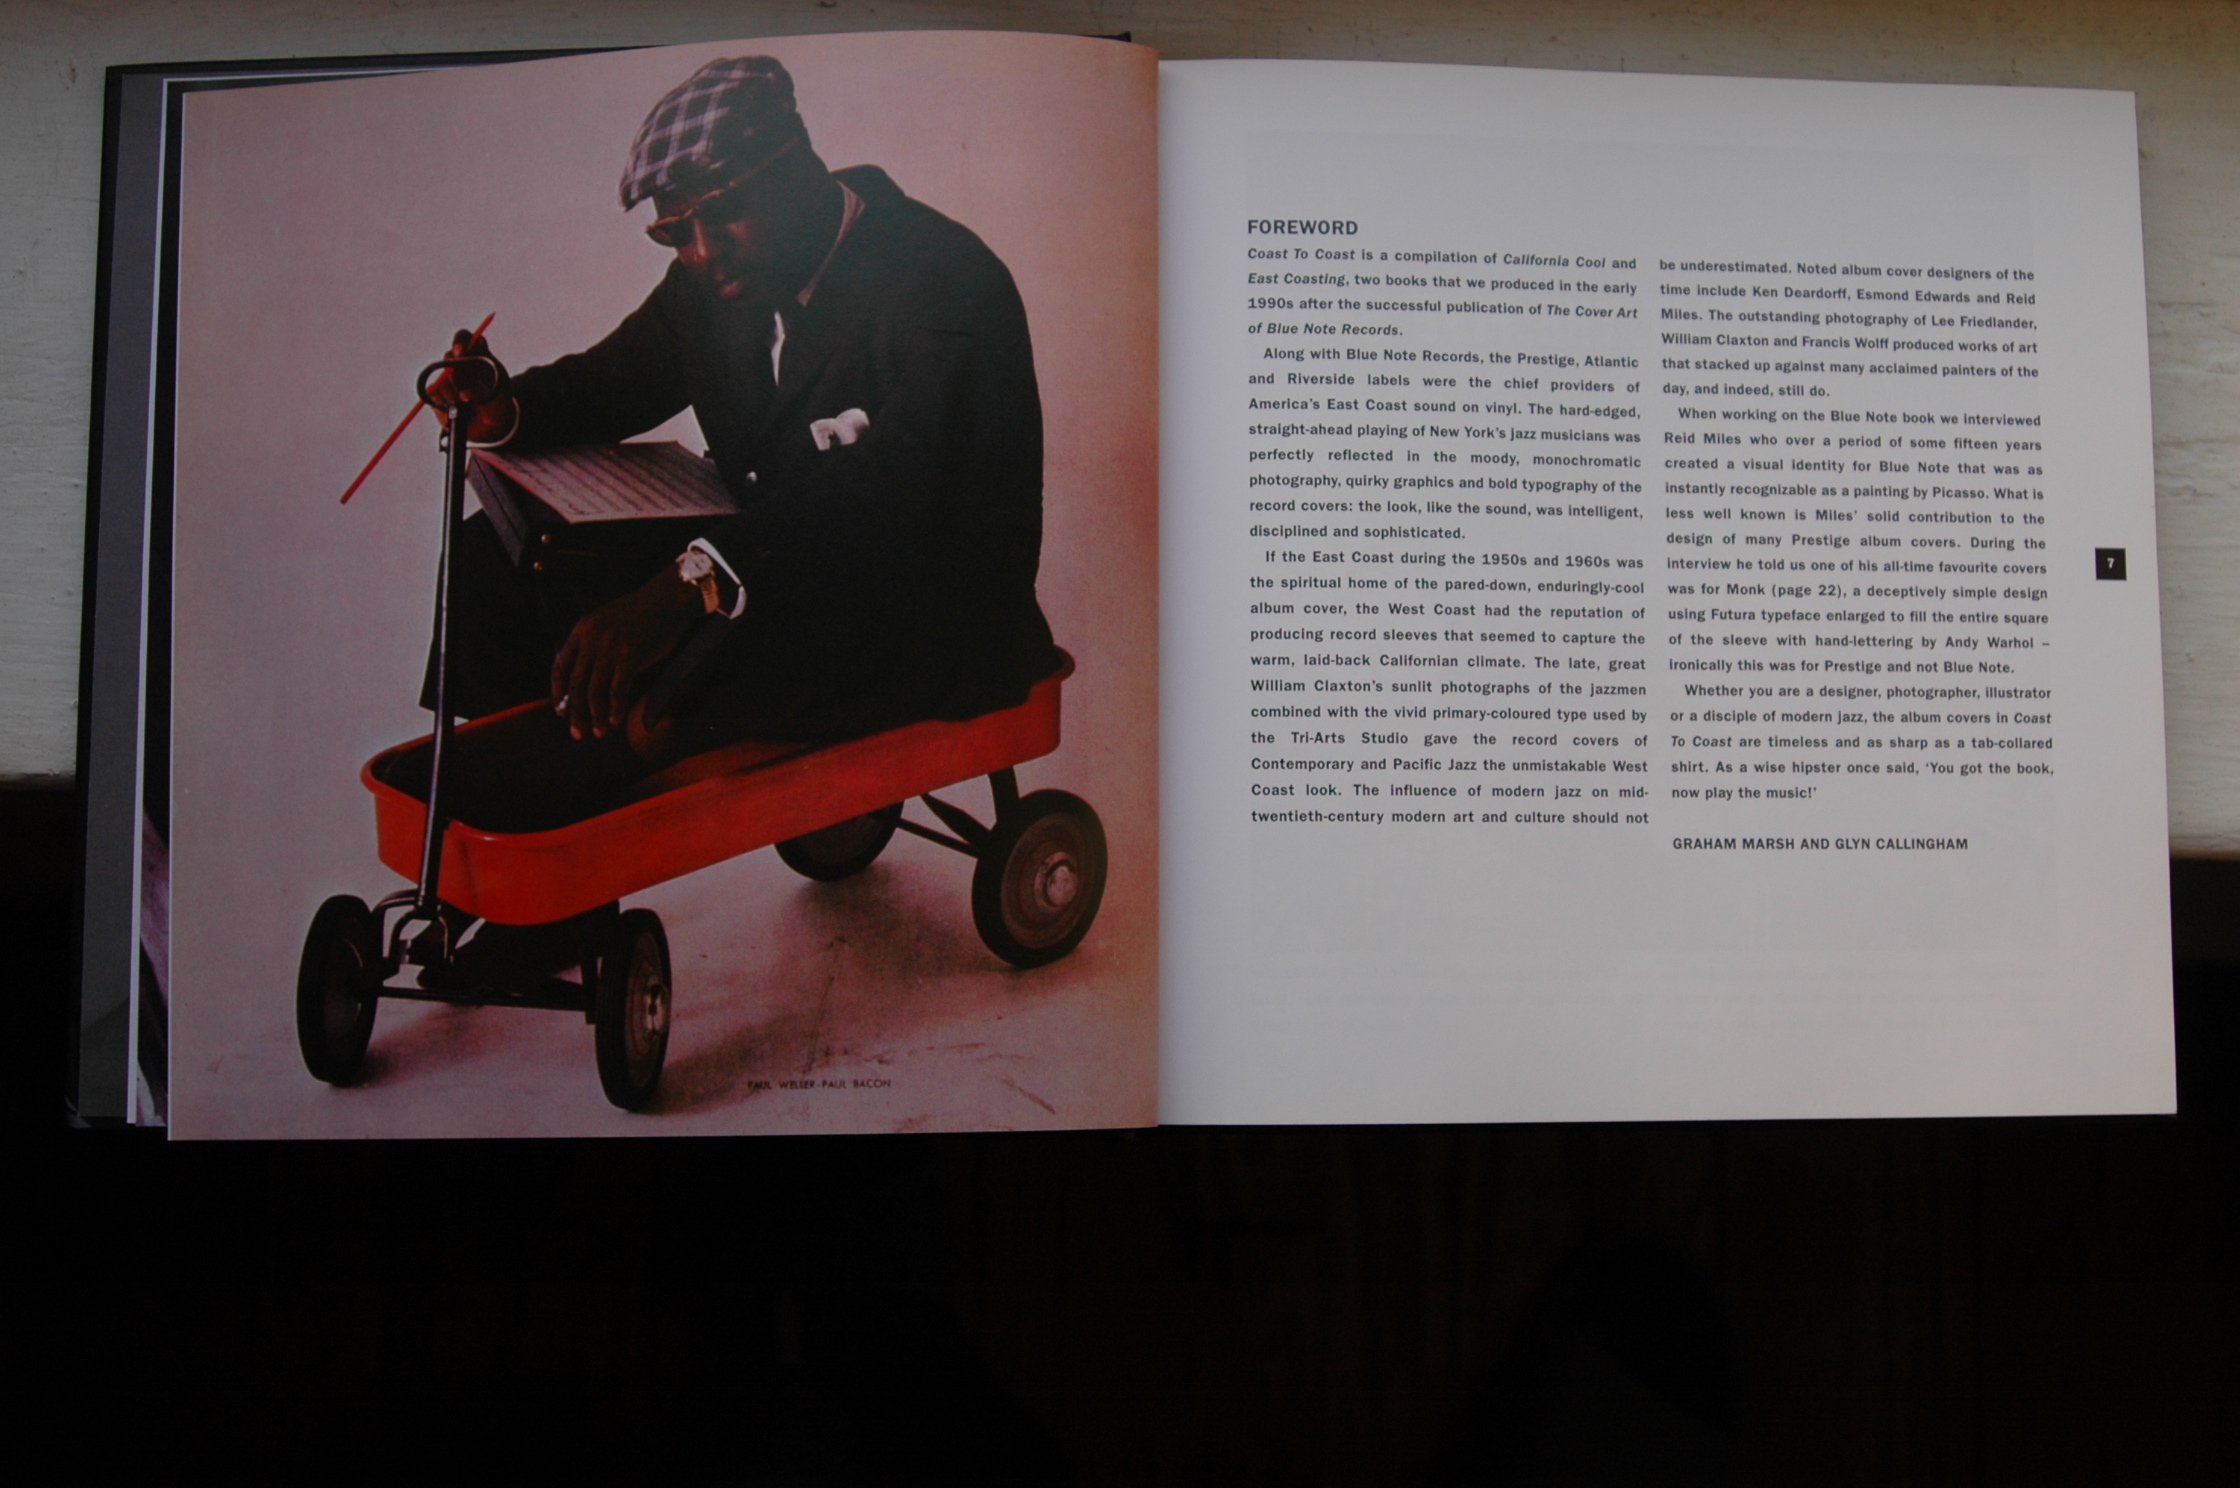 PAUL WELLER-PAUL BACON
FOREWORD
Coast To Coast is a compilation of California Cool and
East Coasting, two books that we produced in the early
1990s after the successful publication of The Cover Art
of Blue Note Records.
Along with Blue Note Records, the Prestige, Atlantic
and Riverside labels were the chief providers of
America's East Coast sound on vinyl. The hard-edged,
straight-ahead playing of New York's jazz musicians was
perfectly reflected in the moody, monochromatic
photography, quirky graphics and bold typography of the
record covers: the look, like the sound, was intelligent,
disciplined and sophisticated.
If the East Coast during the 1950s and 1960s was
the spiritual home of the pared-down, enduringly-cool
album cover, the West Coast had the reputation of
producing record sleeves that seemed to capture the
warm, laid-back Californian climate. The late, great
William Claxton's sunlit photographs of the jazzmen
combined with the vivid primary-coloured type used by
the Tri-Arts Studio gave the record covers of
Contemporary and Pacific Jazz the unmistakable West
Coast look. The influence of modern jazz on mid-
twentieth-century modern art and culture should not
be underestimated. Noted album cover designers of the
time include Ken Deardorff, Esmond Edwards and Reid
Miles. The outstanding photography of Lee Friedlander,
William Claxton and Francis Wolff produced works of art
that stacked up against many acclaimed painters of the
day, and indeed, still do.
When working on the Blue Note book we interviewed
Reid Miles who over a period of some fifteen years
created a visual identity for Blue Note that was as
instantly recognizable as a painting by Picasso. What is
less well known is Miles' solid contribution to the
design of many Prestige album covers. During the
interview he told us one of his all-time favourite covers
was for Monk (page 22), a deceptively simple design
using Futura typeface enlarged to fill the entire square
of the sleeve with hand-lettering by Andy Warhol –
ironically this was for Prestige and not Blue Note.
Whether you are a designer, photographer, illustrator
or a disciple of modern jazz, the album covers in Coast
To Coast are timeless and as sharp as a tab-collared
shirt. As a wise hipster once said, 'You got the book,
now play the music!'
GRAHAM MARSH AND GLYN CALLINGHAM
7